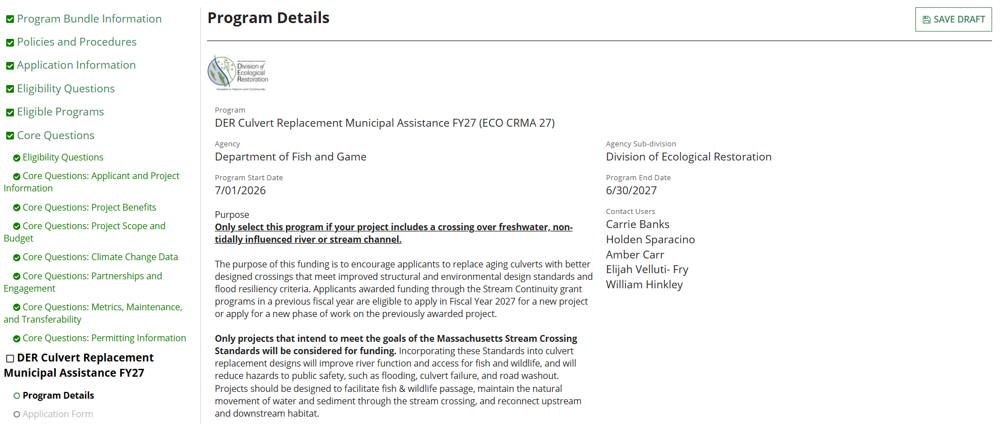 Program Bundle Information
Policies and Procedures
Application Information
Eligibility Questions
Eligible Programs
Core Questions
Eligibility Questions
Core Questions: Applicant and Project
Information
Core Questions: Project Benefits
Core Questions: Project Scope and
Budget
Core Questions: Climate Change Data
Core Questions: Partnerships and
Engagement
Core Questions: Metrics, Maintenance,
and Transferability
Core Questions: Permitting Information
DER Culvert Replacement
Municipal Assistance FY27
Program Details
Application Form
Program Details
SAVE DRAFT
Division of
Ecological
Restoration
Invested in Nature and Community
Program
DER Culvert Replacement Municipal Assistance FY27 (ECO CRMA 27)
Agency
Department of Fish and Game
Agency Sub-division
Division of Ecological Restoration
Program Start Date
7/01/2026
Program End Date
6/30/2027
Purpose
Only select this program if your project includes a crossing over freshwater, non-
tidally influenced river or stream channel.
The purpose of this funding is to encourage applicants to replace aging culverts with better
designed crossings that meet improved structural and environmental design standards and
flood resiliency criteria. Applicants awarded funding through the Stream Continuity grant
programs in a previous fiscal year are eligible to apply in Fiscal Year 2027 for a new project
or apply for a new phase of work on the previously awarded project.
Only projects that intend to meet the goals of the Massachusetts Stream Crossing
Standards will be considered for funding. Incorporating these Standards into culvert
replacement designs will improve river function and access for fish and wildlife, and will
reduce hazards to public safety, such as flooding, culvert failure, and road washout.
Projects should be designed to facilitate fish & wildlife passage, maintain the natural
movement of water and sediment through the stream crossing, and reconnect upstream
and downstream habitat.
Contact Users
Carrie Banks
Holden Sparacino
Amber Carr
Elijah Velluti- Fry
William Hinkley